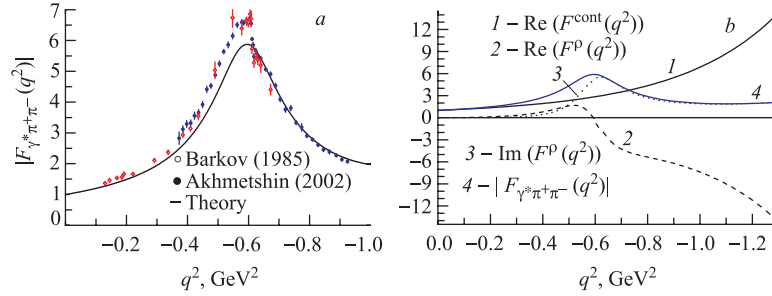 |F_{γ*π+π−}(q²)|
7
6
5
4
3
2
1
0
a
○ Barkov (1985)
● Akhmetshin (2002)
— Theory
−0.2 −0.4 −0.6 −0.8 −1.0
q², GeV²
12
9
6
3
0
−3
−6
−9
−12
1 – Re (F^cont(q²))
2 – Re (F^ρ(q²))
b
3
1
4
2
3 – Im (F^ρ(q²))
4 – | F_{γ*π+π−}(q²)|
0.0 −0.2 −0.4 −0.6 −0.8 −1.0 −1.2
q², GeV²